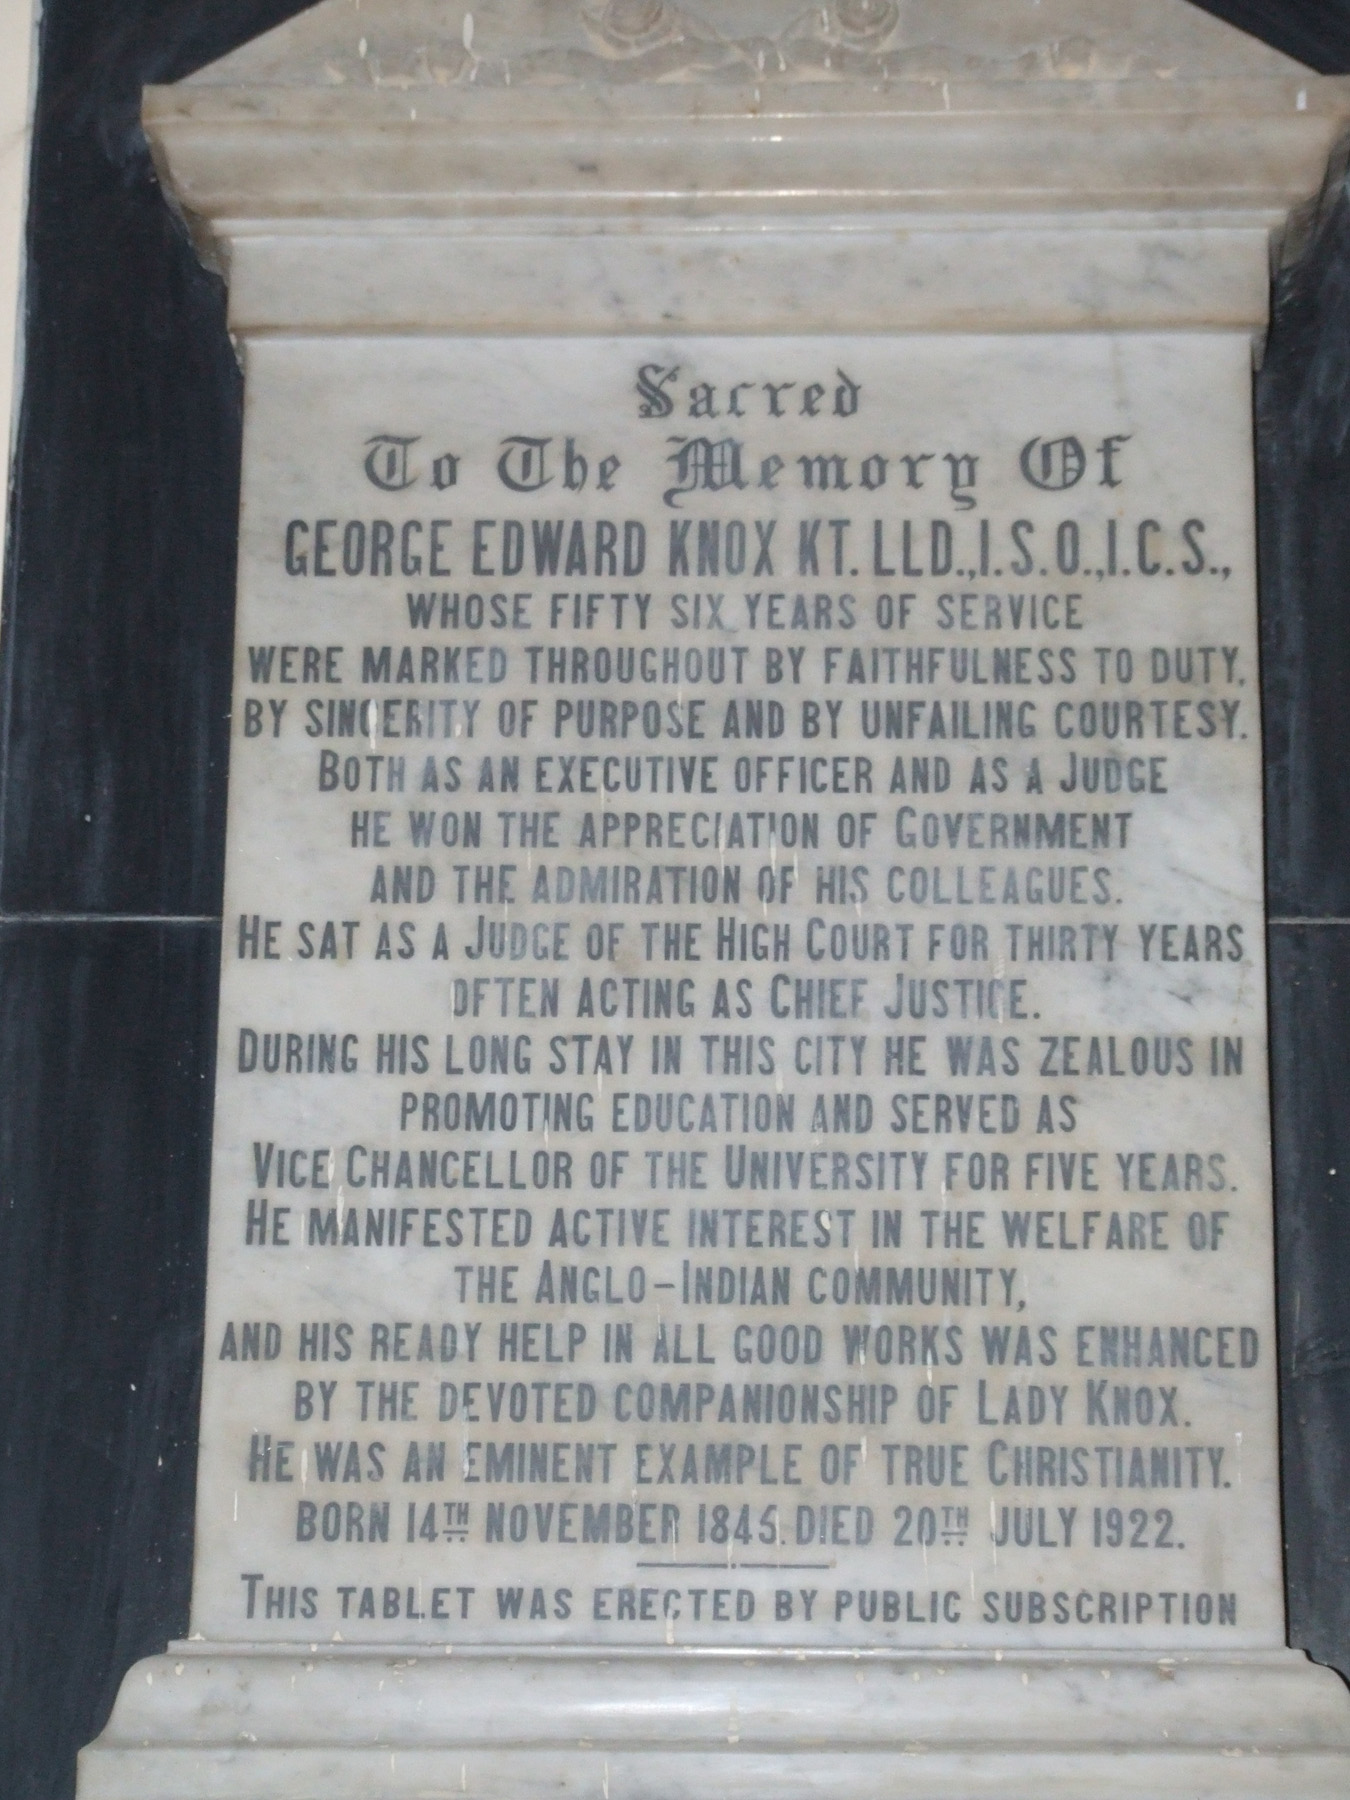 Sacred
To The Memory Of
GEORGE EDWARD KNOX KT. LLD., I.S.O., I.C.S.,
WHOSE FIFTY SIX YEARS OF SERVICE
WERE MARKED THROUGHOUT BY FAITHFULNESS TO DUTY,
BY SINCERITY OF PURPOSE AND BY UNFAILING COURTESY.
BOTH AS AN EXECUTIVE OFFICER AND AS A JUDGE
HE WON THE APPRECIATION OF GOVERNMENT
AND THE ADMIRATION OF HIS COLLEAGUES.
HE SAT AS A JUDGE OF THE HIGH COURT FOR THIRTY YEARS
OFTEN ACTING AS CHIEF JUSTICE.
DURING HIS LONG STAY IN THIS CITY HE WAS ZEALOUS IN
PROMOTING EDUCATION AND SERVED AS
VICE CHANCELLOR OF THE UNIVERSITY FOR FIVE YEARS.
HE MANIFESTED ACTIVE INTEREST IN THE WELFARE OF
THE ANGLO-INDIAN COMMUNITY,
AND HIS READY HELP IN ALL GOOD WORKS WAS ENHANCED
BY THE DEVOTED COMPANIONSHIP OF LADY KNOX.
HE WAS AN EMINENT EXAMPLE OF TRUE CHRISTIANITY.
BORN 14TH NOVEMBER 1845. DIED 20TH JULY 1922.
THIS TABLET WAS ERECTED BY PUBLIC SUBSCRIPTION